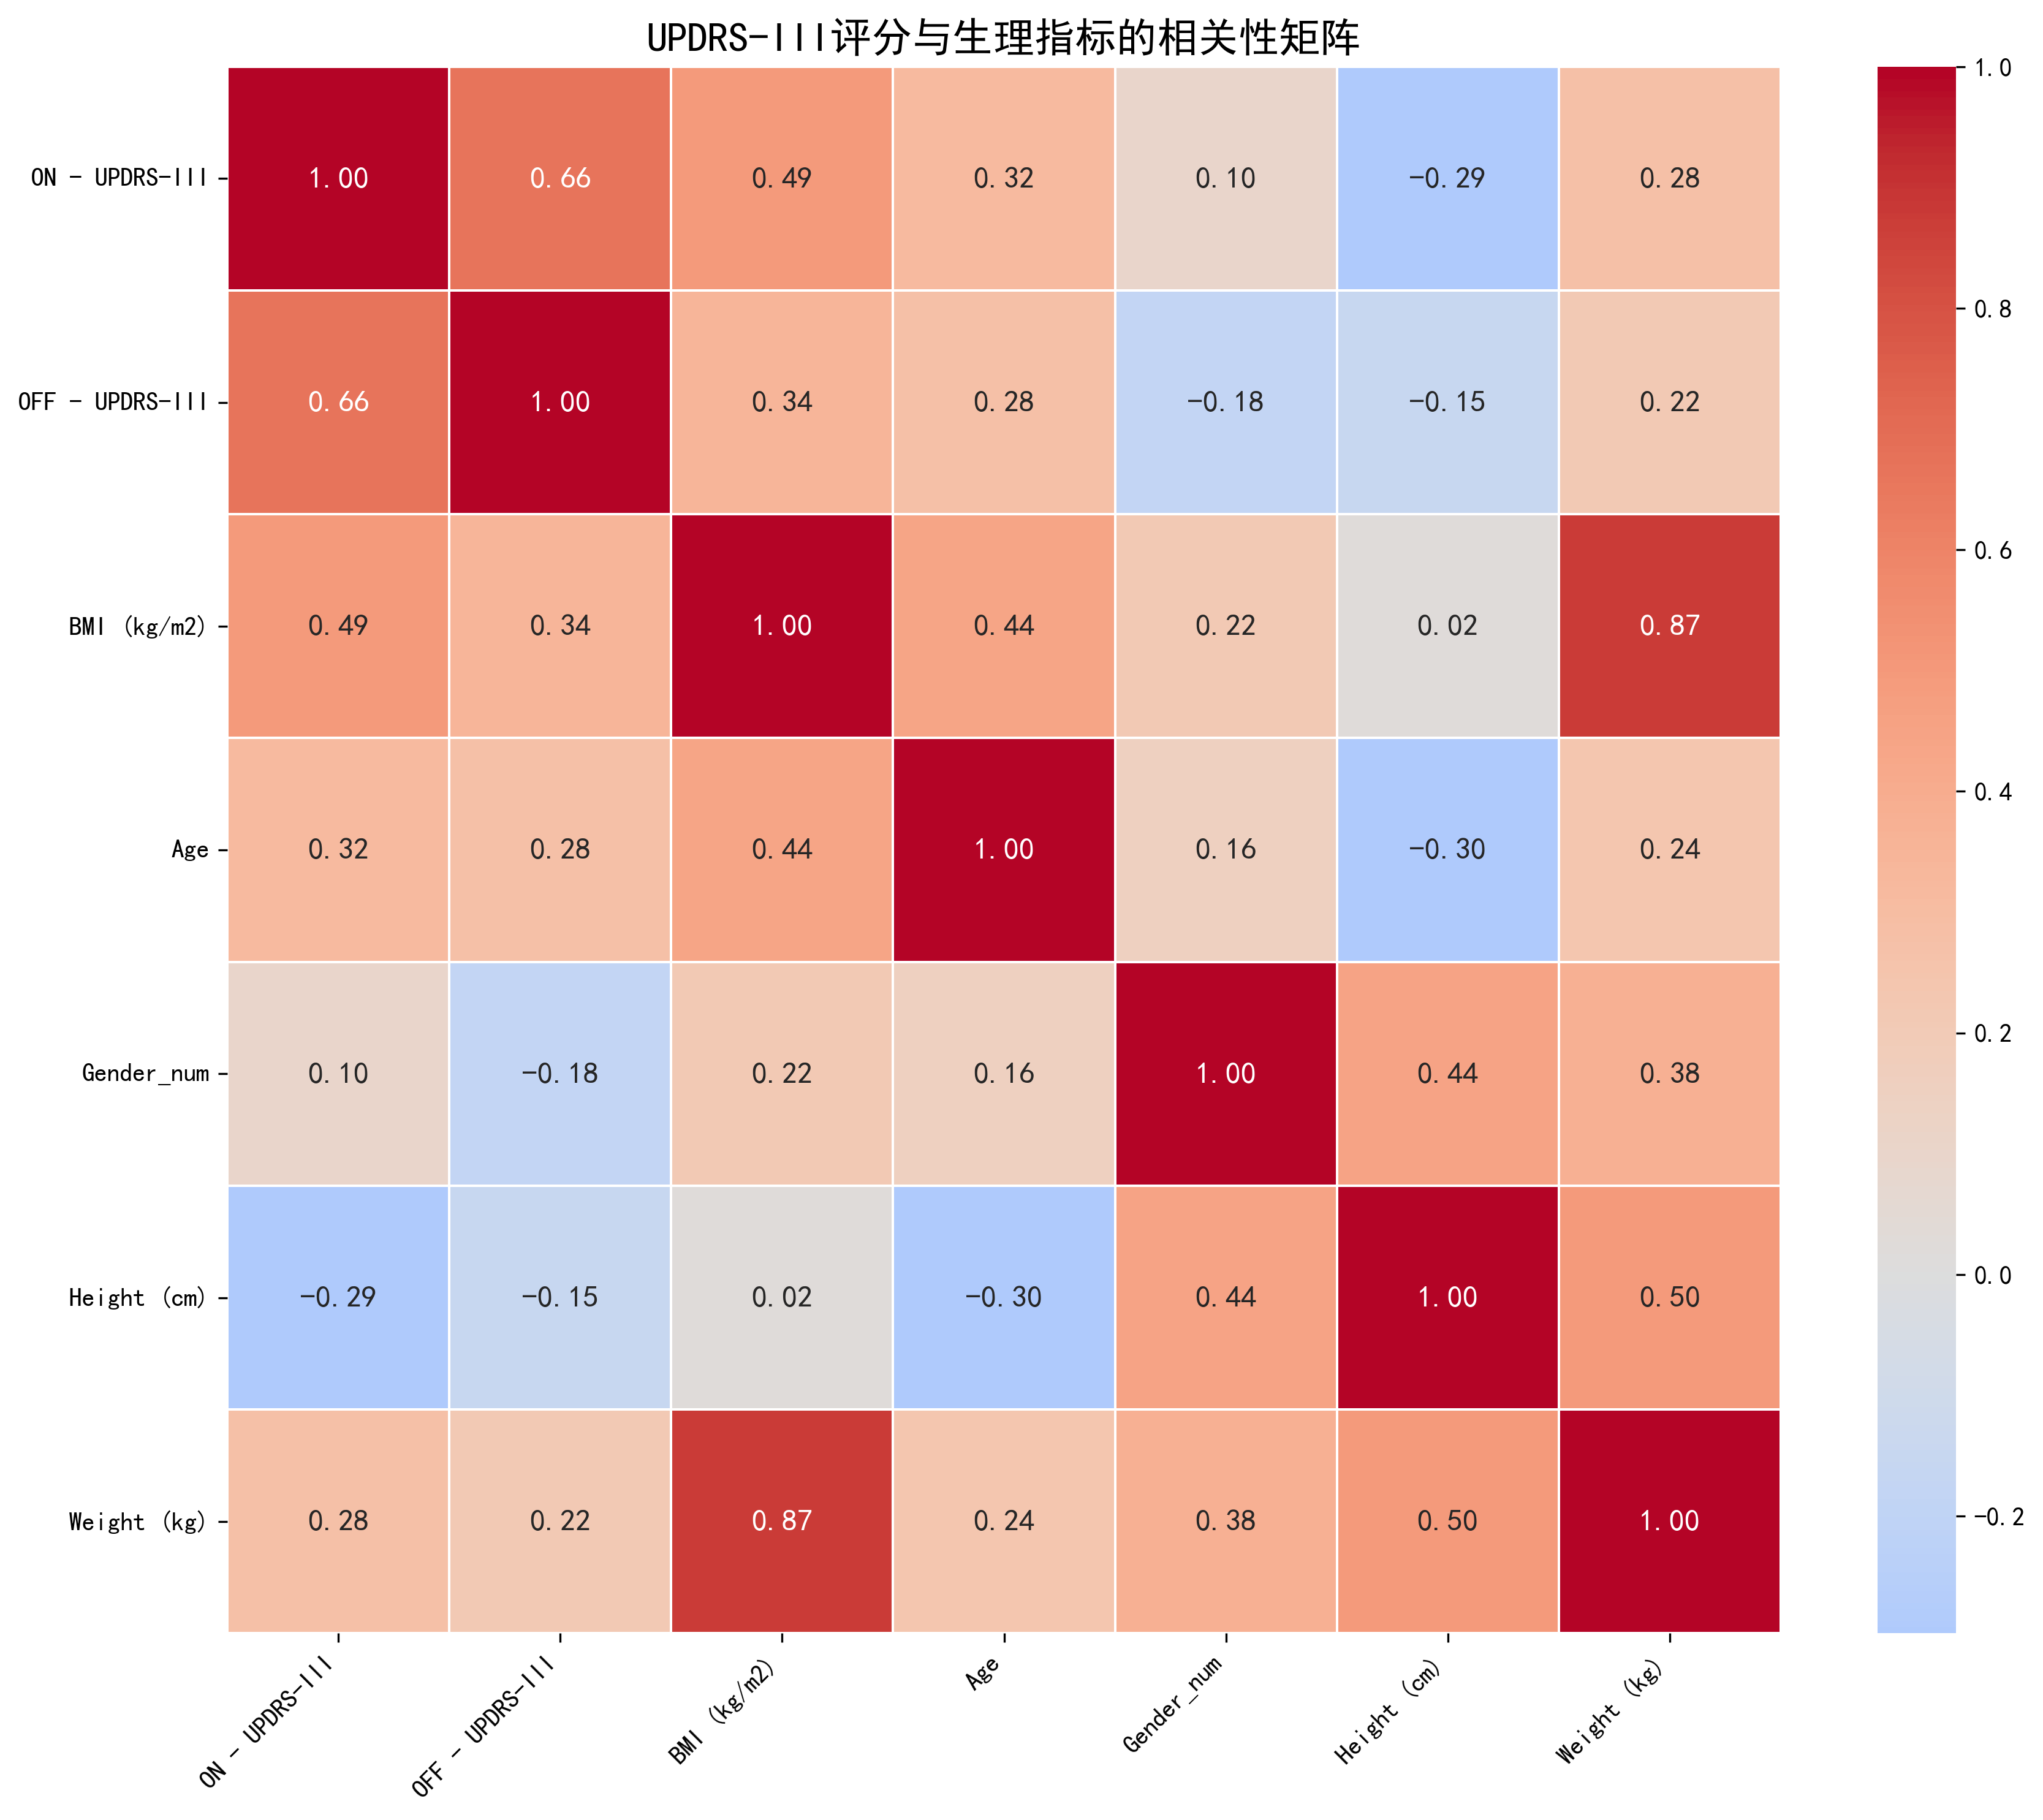 UPDRS-III评分与生理指标的相关性矩阵
ON - UPDRS-III 1.00 0.66 0.49 0.32 0.10 -0.29 0.28
OFF - UPDRS-III 0.66 1.00 0.34 0.28 -0.18 -0.15 0.22
BMI (kg/m2) 0.49 0.34 1.00 0.44 0.22 0.02 0.87
Age 0.32 0.28 0.44 1.00 0.16 -0.30 0.24
Gender_num 0.10 -0.18 0.22 0.16 1.00 0.44 0.38
Height (cm) -0.29 -0.15 0.02 -0.30 0.44 1.00 0.50
Weight (kg) 0.28 0.22 0.87 0.24 0.38 0.50 1.00
ON - UPDRS-III OFF - UPDRS-III BMI (kg/m2) Age Gender_num Height (cm) Weight (kg)
1.0
0.8
0.6
0.4
0.2
0.0
-0.2